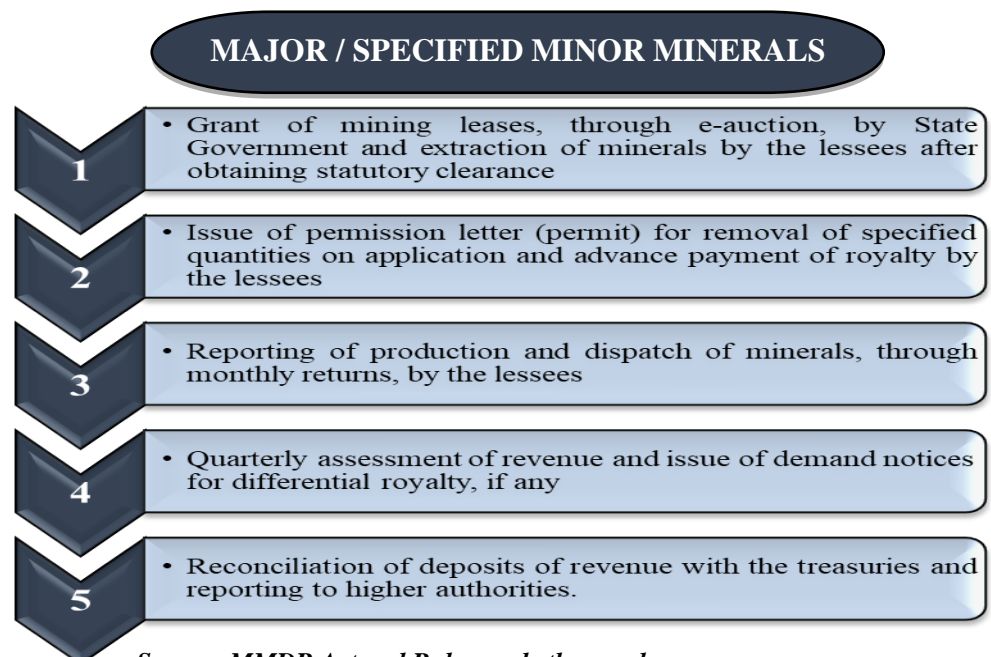 MAJOR / SPECIFIED MINOR MINERALS
1
• Grant of mining leases, through e-auction, by State
Government and extraction of minerals by the lessees after
obtaining statutory clearance
2
• Issue of permission letter (permit) for removal of specified
quantities on application and advance payment of royalty by
the lessees
3
• Reporting of production and dispatch of minerals, through
monthly returns, by the lessees
4
• Quarterly assessment of revenue and issue of demand notices
for differential royalty, if any
5
• Reconciliation of deposits of revenue with the treasuries and
reporting to higher authorities.